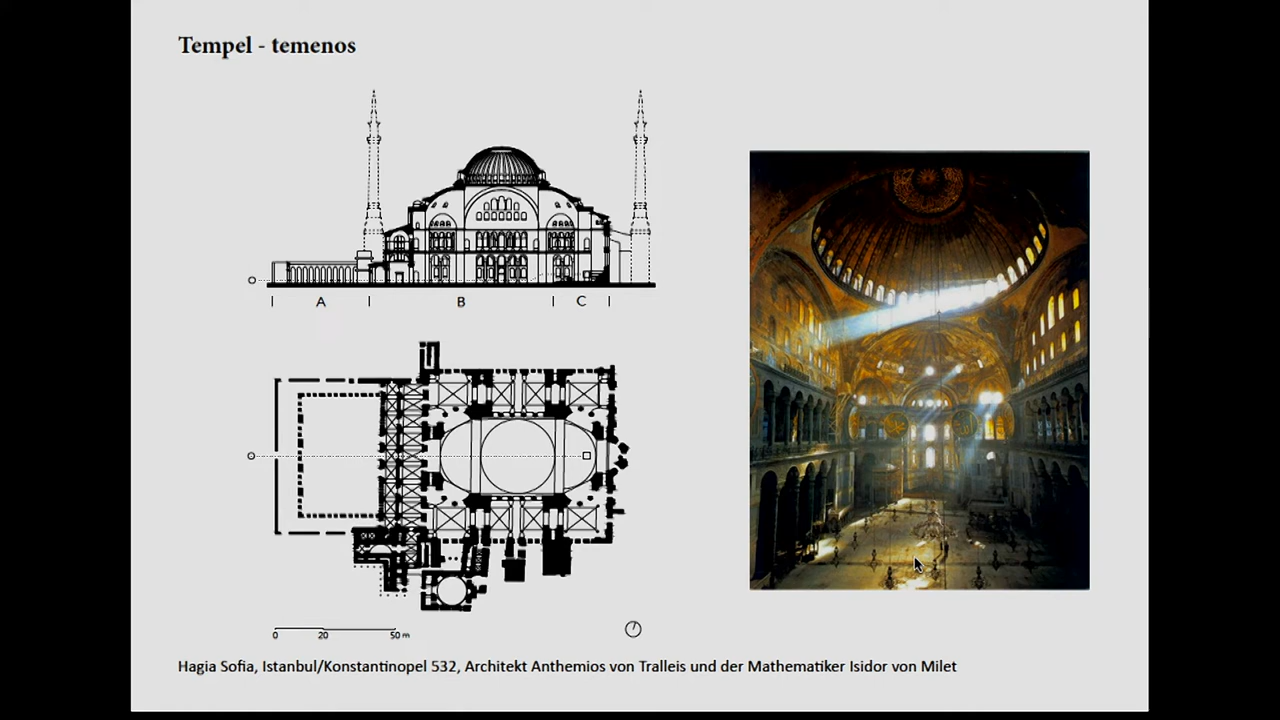 Tempel - temenos
A B C
0 20 50 m
Hagia Sofia, Istanbul/Konstantinopel 532, Architekt Anthemios von Tralleis und der Mathematiker Isidor von Milet